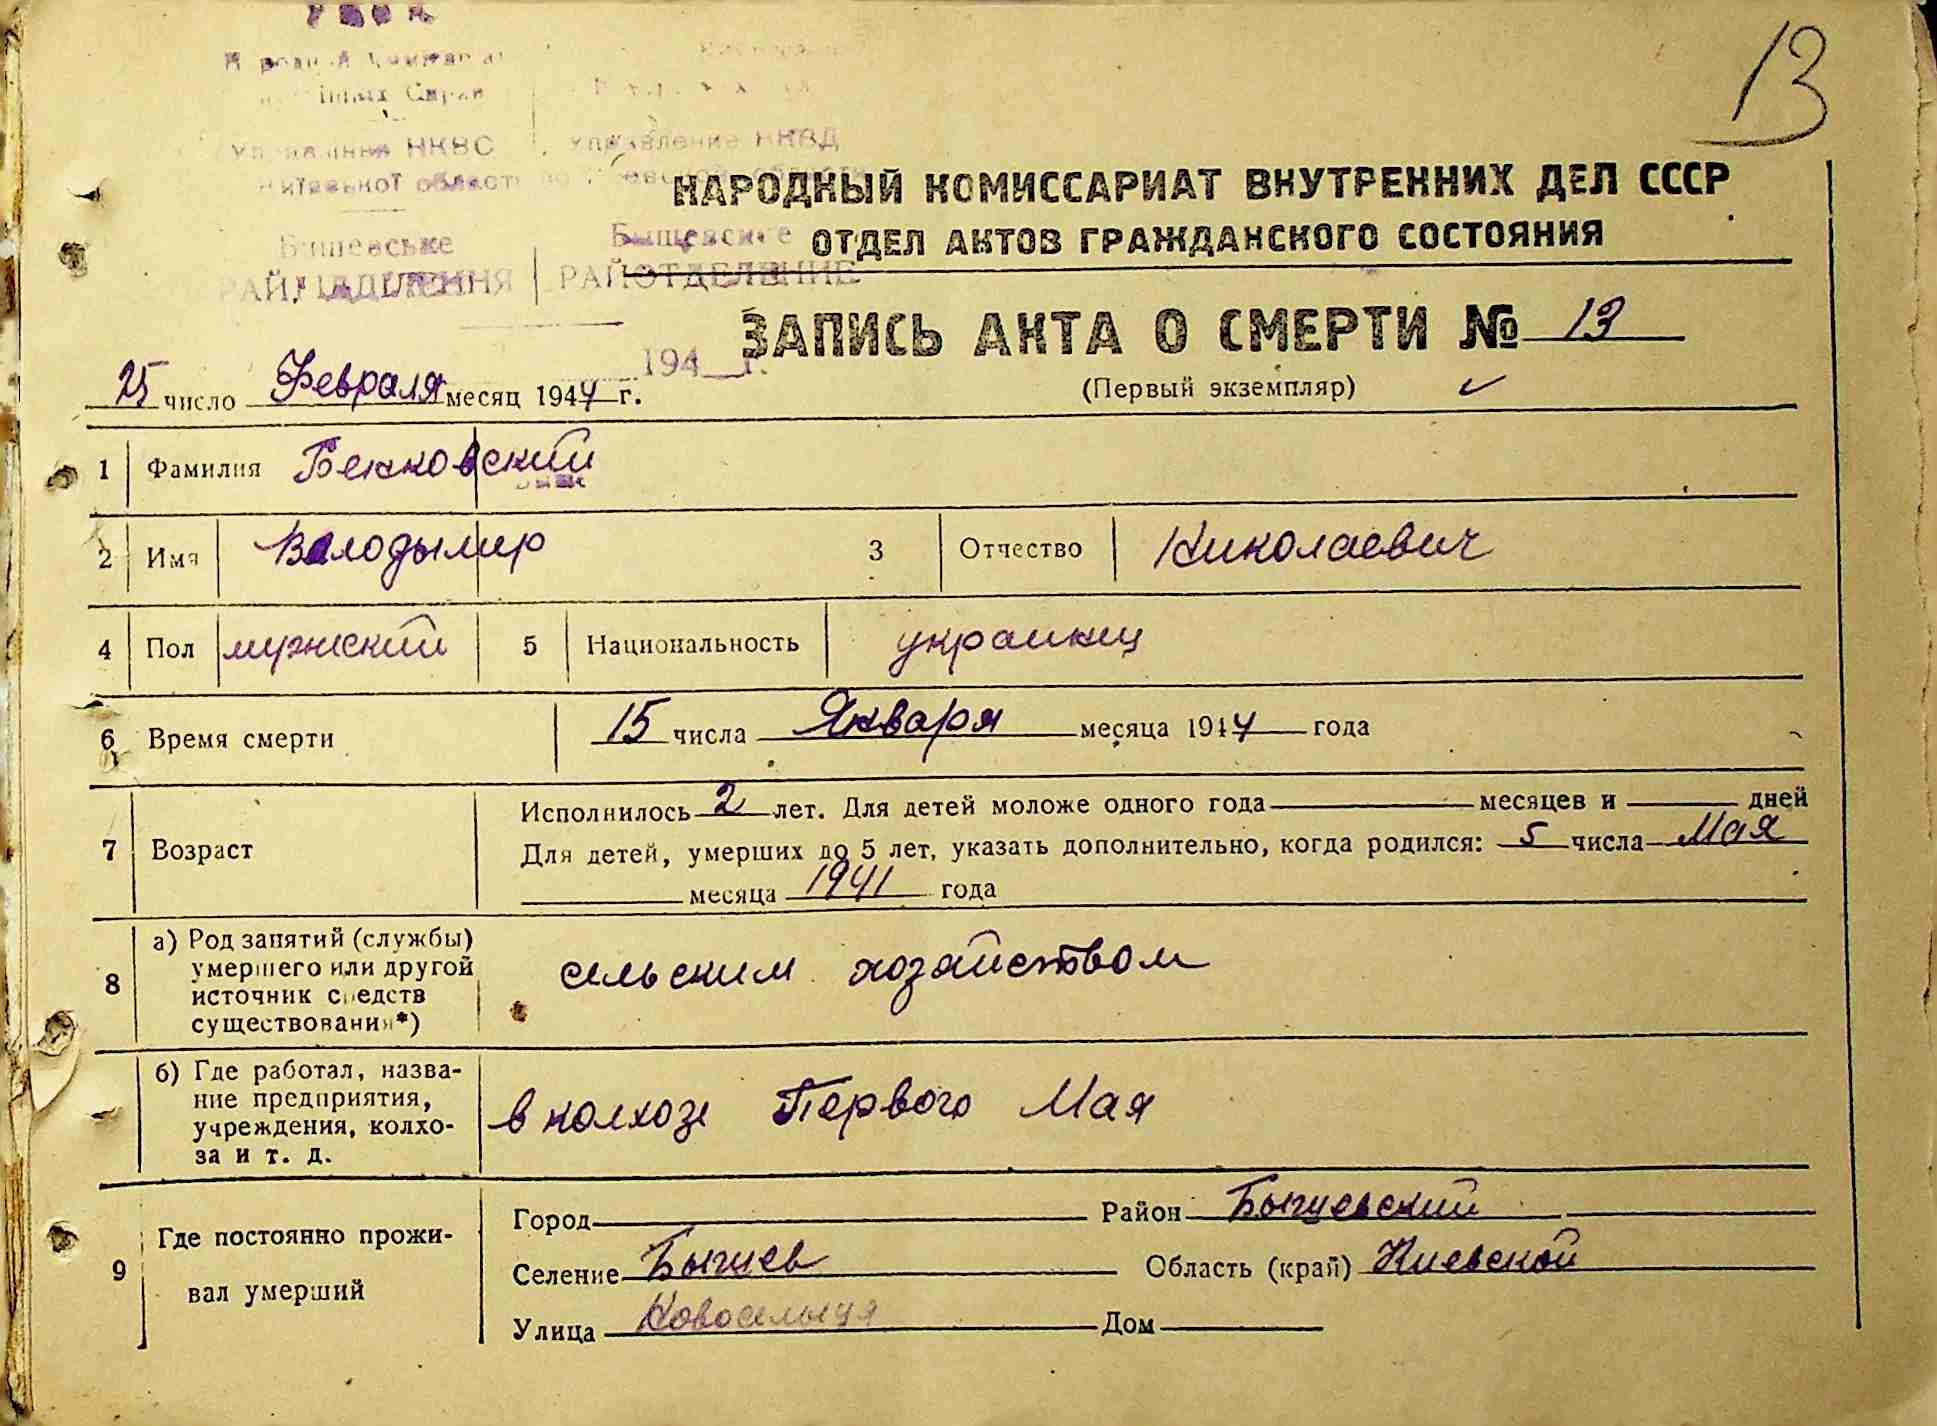 13
Управління НКВС Управление НКВД
Бишевське Бышевское
РАЙВІДДІЛЕННЯ РАЙОТДЕЛЕНИЕ
194 г.
НАРОДНЫЙ КОМИССАРИАТ ВНУТРЕННИХ ДЕЛ СССР
ОТДЕЛ АКТОВ ГРАЖДАНСКОГО СОСТОЯНИЯ
ЗАПИСЬ АКТА О СМЕРТИ № 13
25 число Февраля месяц 1944 г. (Первый экземпляр)
1 Фамилия
2 Имя Володымир 3 Отчество Николаевич
4 Пол мужский 5 Национальность украинец
6 Время смерти 15 числа Января месяца 1944 года
7 Возраст
Исполнилось 2 лет. Для детей моложе одного года месяцев и дней
Для детей, умерших до 5 лет, указать дополнительно, когда родился: 5 числа Мая
месяца 1941 года
8 а) Род занятий (службы)
умершего или другой
источник средств
существования*)
сельским хозайством
б) Где работал, назва-
ние предприятия,
учреждения, колхо-
за и т. д.
в колхозе Первого Мая
9 Где постоянно прожи-
вал умерший
Город Район Бышевский
Селение Бышев Область (край) Киевской
Улица Новоселыця Дом